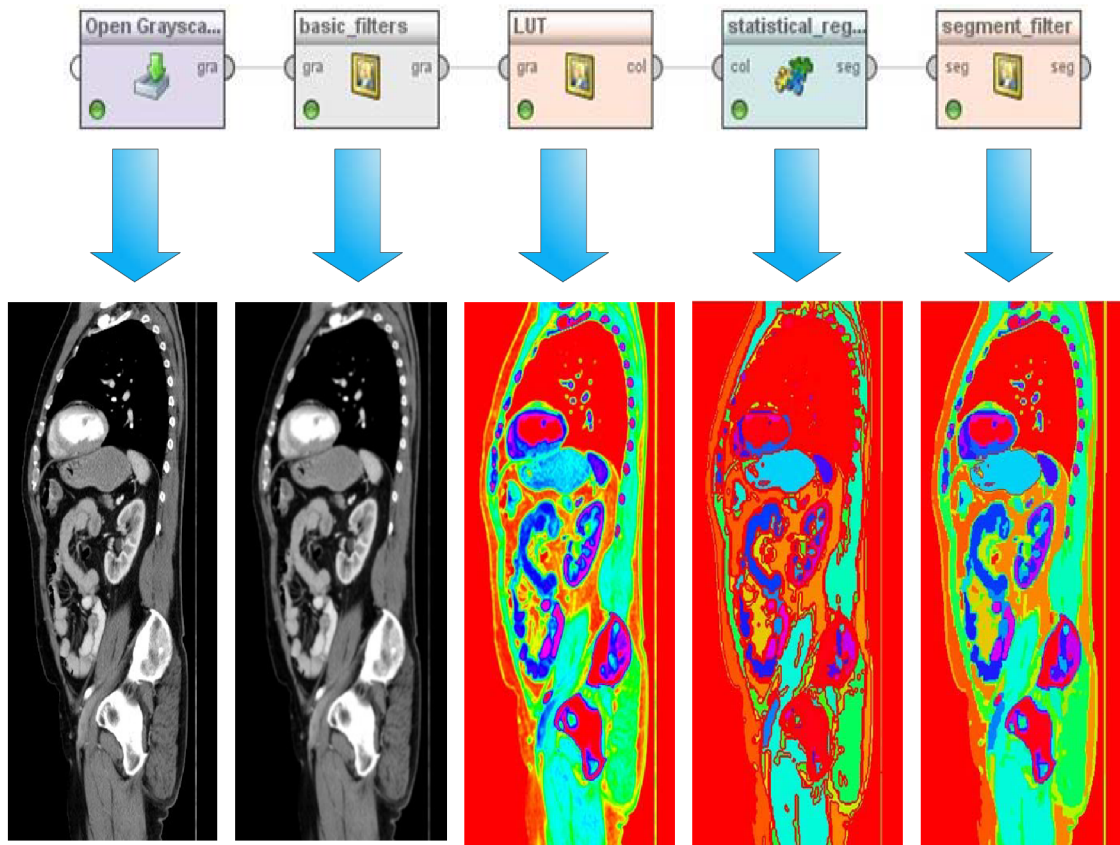 Open Graysca...
gra
basic_filters
gra gra
LUT
gra col
statistical_reg...
col seg
segment_filter
seg seg